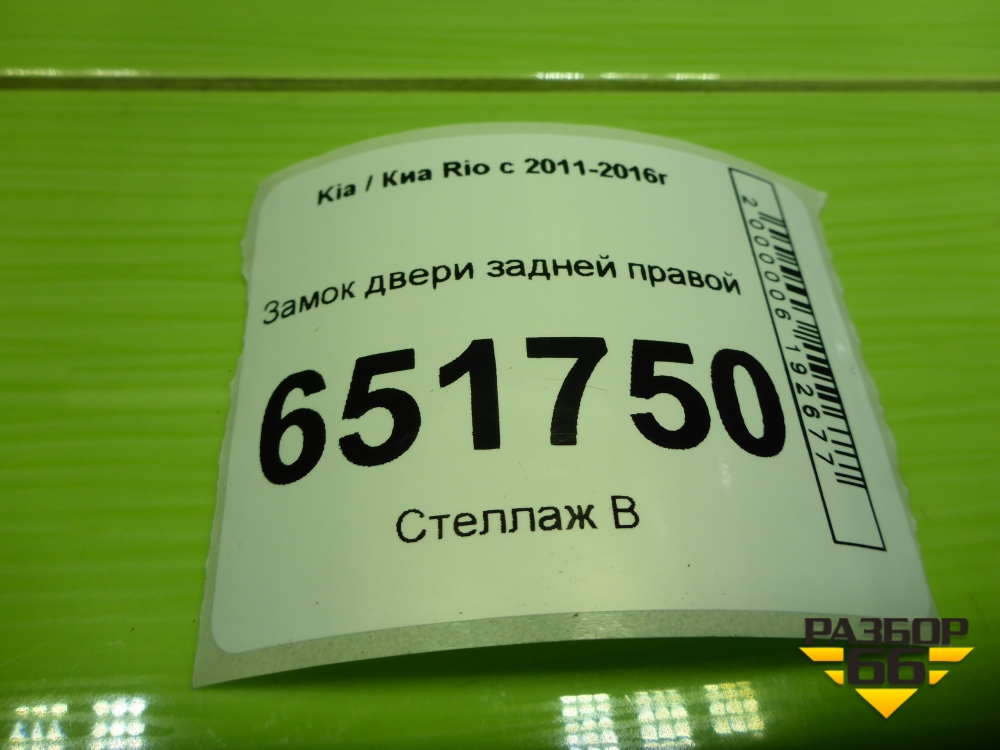 Kia / Киа Rio с 2011-2016г
Замок двери задней правой
651750
Стеллаж В
2000006192677
РАЗБОР
66